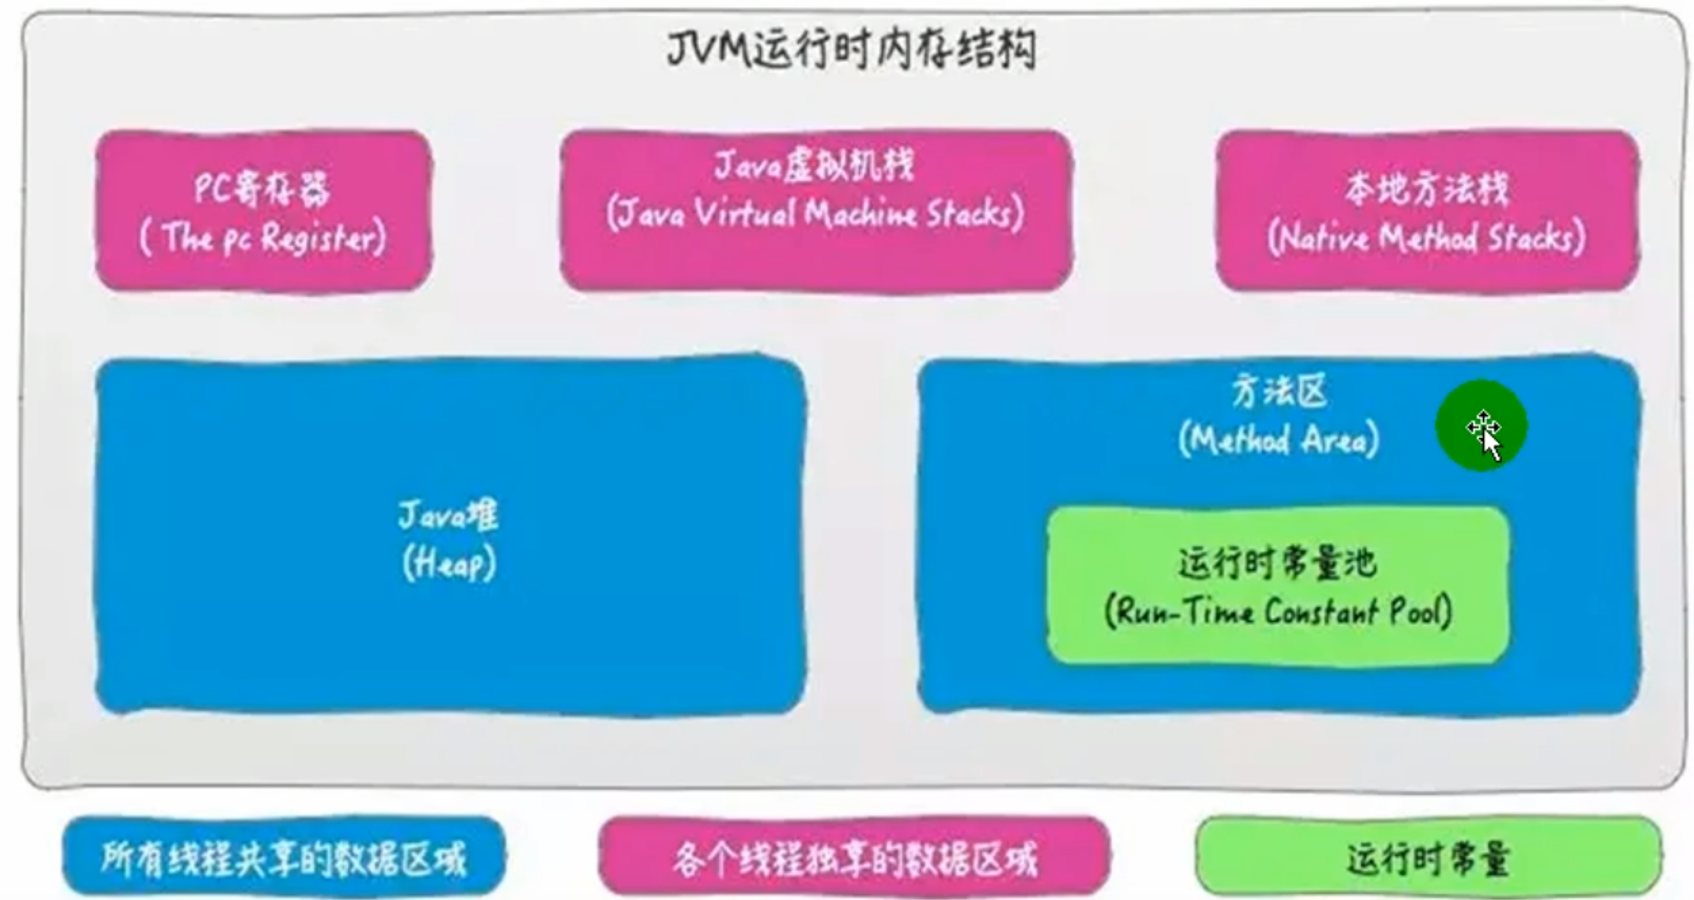 JVM运行时内存结构
PC寄存器
( The pc Register)
Java虚拟机栈
(Java Virtual Machine Stacks)
本地方法栈
(Native Method Stacks)
Java堆
(Heap)
方法区
(Method Area)
运行时常量池
(Run-Time Constant Pool)
所有线程共享的数据区域
各个线程独享的数据区域
运行时常量